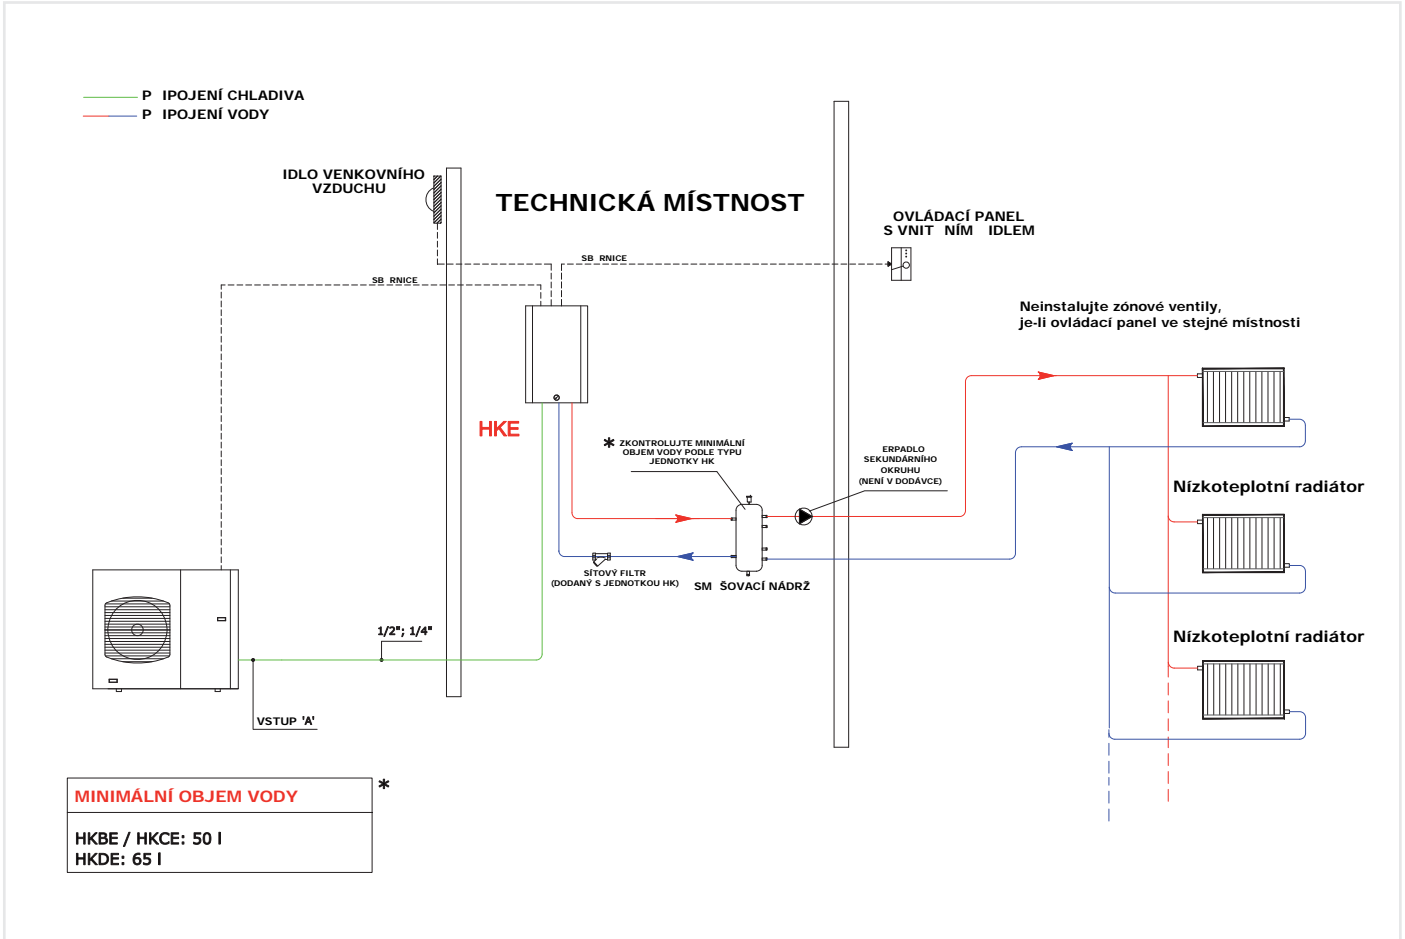 P IPOJENÍ CHLADIVA
P IPOJENÍ VODY
IDLO VENKOVNÍHO
VZDUCHU
TECHNICKÁ MÍSTNOST
OVLÁDACÍ PANEL
S VNIT NÍM IDLEM
SB RNICE
SB RNICE
Neinstalujte zónové ventily,
je-li ovládací panel ve stejné místnosti
HKE
* ZKONTROLUJTE MINIMÁLNÍ
OBJEM VODY PODLE TYPU
JEDNOTKY HK
ERPADLO
SEKUNDÁRNÍHO
OKRUHU
(NENÍ V DODÁVCE)
Nízkoteplotní radiátor
SÍTOVÝ FILTR
(DODANÝ S JEDNOTKOU HK)
SM ŠOVACÍ NÁDRŽ
1/2"; 1/4"
Nízkoteplotní radiátor
VSTUP 'A'
*
MINIMÁLNÍ OBJEM VODY
HKBE / HKCE: 50 l
HKDE: 65 l